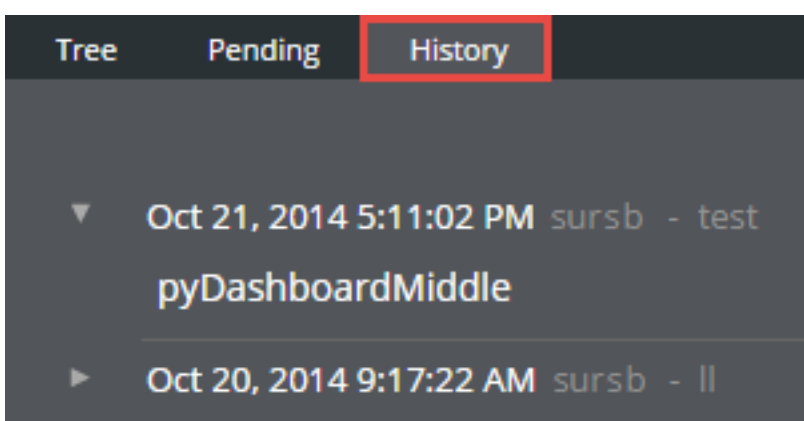 Tree Pending History
Oct 21, 2014 5:11:02 PM sursb - test
pyDashboardMiddle
Oct 20, 2014 9:17:22 AM sursb - ll